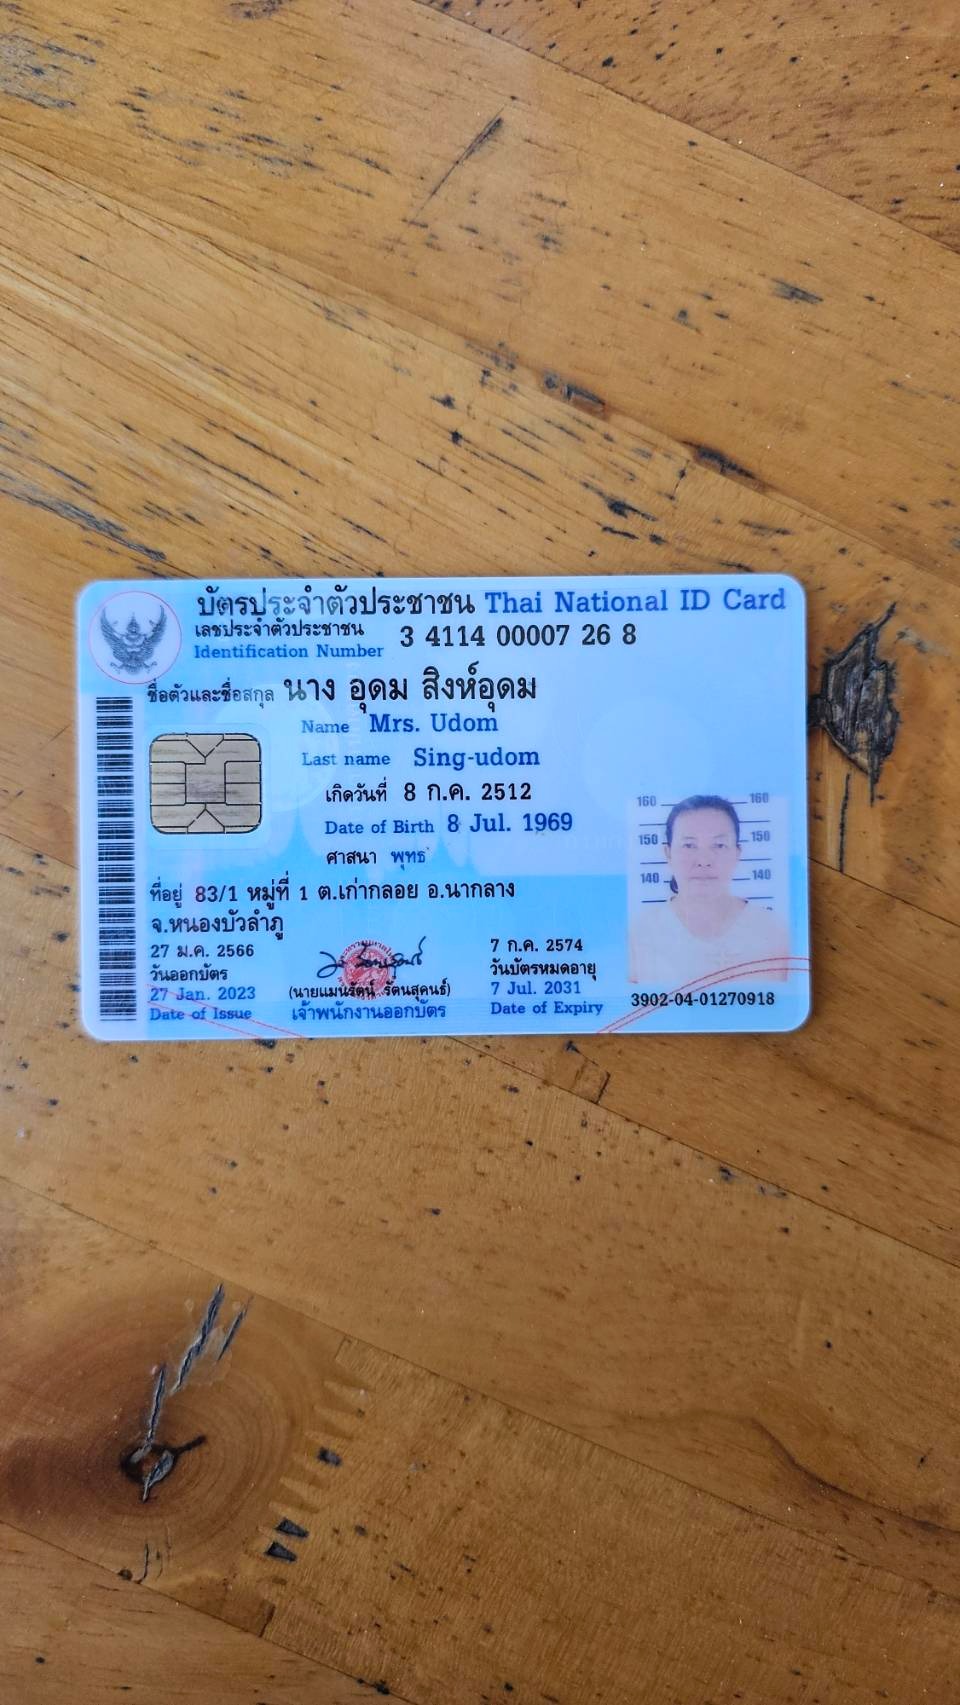 บัตรประจำตัวประชาชน Thai National ID Card
เลขประจำตัวประชาชน
Identification Number 3 4114 00007 26 8
ชื่อตัวและชื่อสกุล นาง อุดม สิงห์อุดม
Name Mrs. Udom
Last name Sing-udom
เกิดวันที่ 8 ก.ค. 2512
Date of Birth 8 Jul. 1969
ศาสนา พุทธ
ที่อยู่ 83/1 หมู่ที่ 1 ต.เก่ากลอย อ.นากลาง
จ.หนองบัวลำภู
27 ม.ค. 2566
วันออกบัตร
27 Jan. 2023
Date of Issue
(นายแมนรัตน์ รัตนสุคนธ์)
เจ้าพนักงานออกบัตร
7 ก.ค. 2574
วันบัตรหมดอายุ
7 Jul. 2031
Date of Expiry
160 160
150 150
140 140
3902-04-01270918